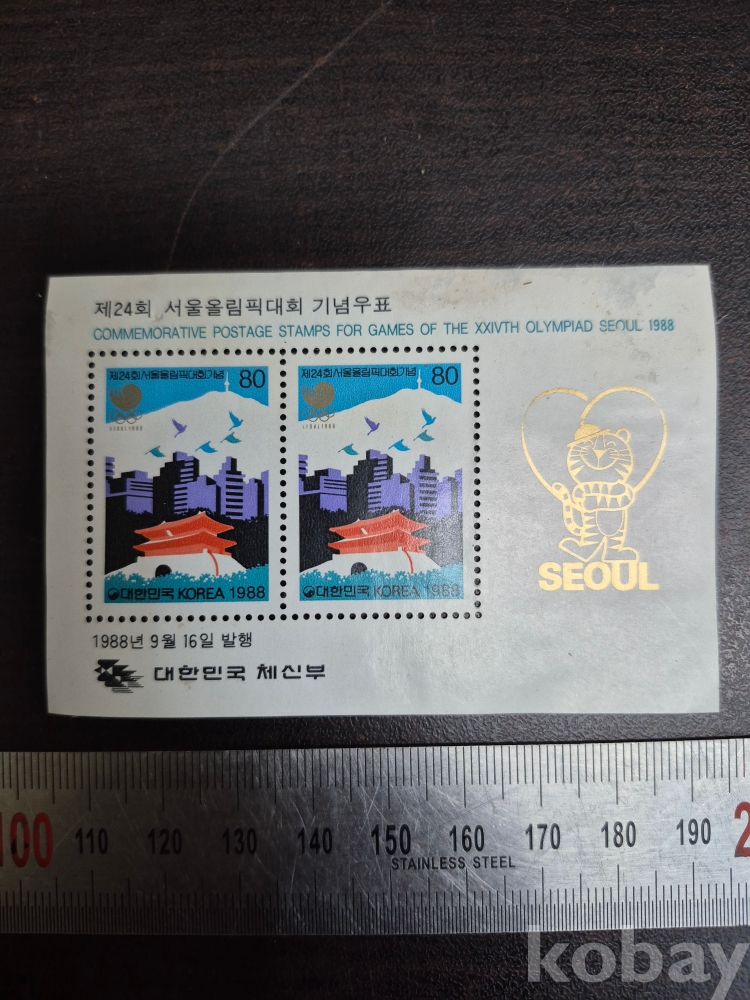 제24회 서울올림픽대회 기념우표
COMMEMORATIVE POSTAGE STAMPS FOR GAMES OF THE XXIVTH OLYMPIAD SEOUL 1988
제24회서울올림픽대회기념 80
SEOUL 1988
대한민국 KOREA 1988
제24회서울올림픽대회기념 80
SEOUL 1988
대한민국 KOREA 1988
SEOUL
1988년 9월 16일 발행
대한민국 체신부
100 110 120 130 140 150 160 170 180 190 2
STAINLESS STEEL
kobay